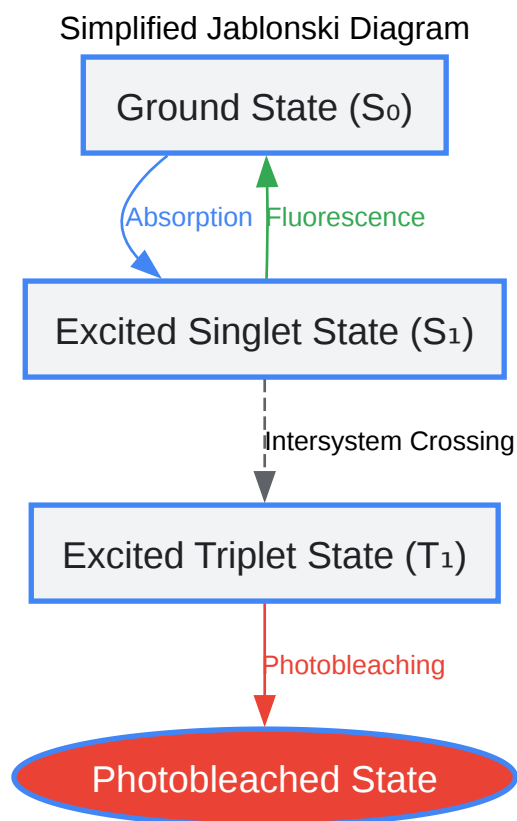 Simplified Jablonski Diagram
Ground State (S₀)
Absorption
Fluorescence
Excited Singlet State (S₁)
Intersystem Crossing
Excited Triplet State (T₁)
Photobleaching
Photobleached State